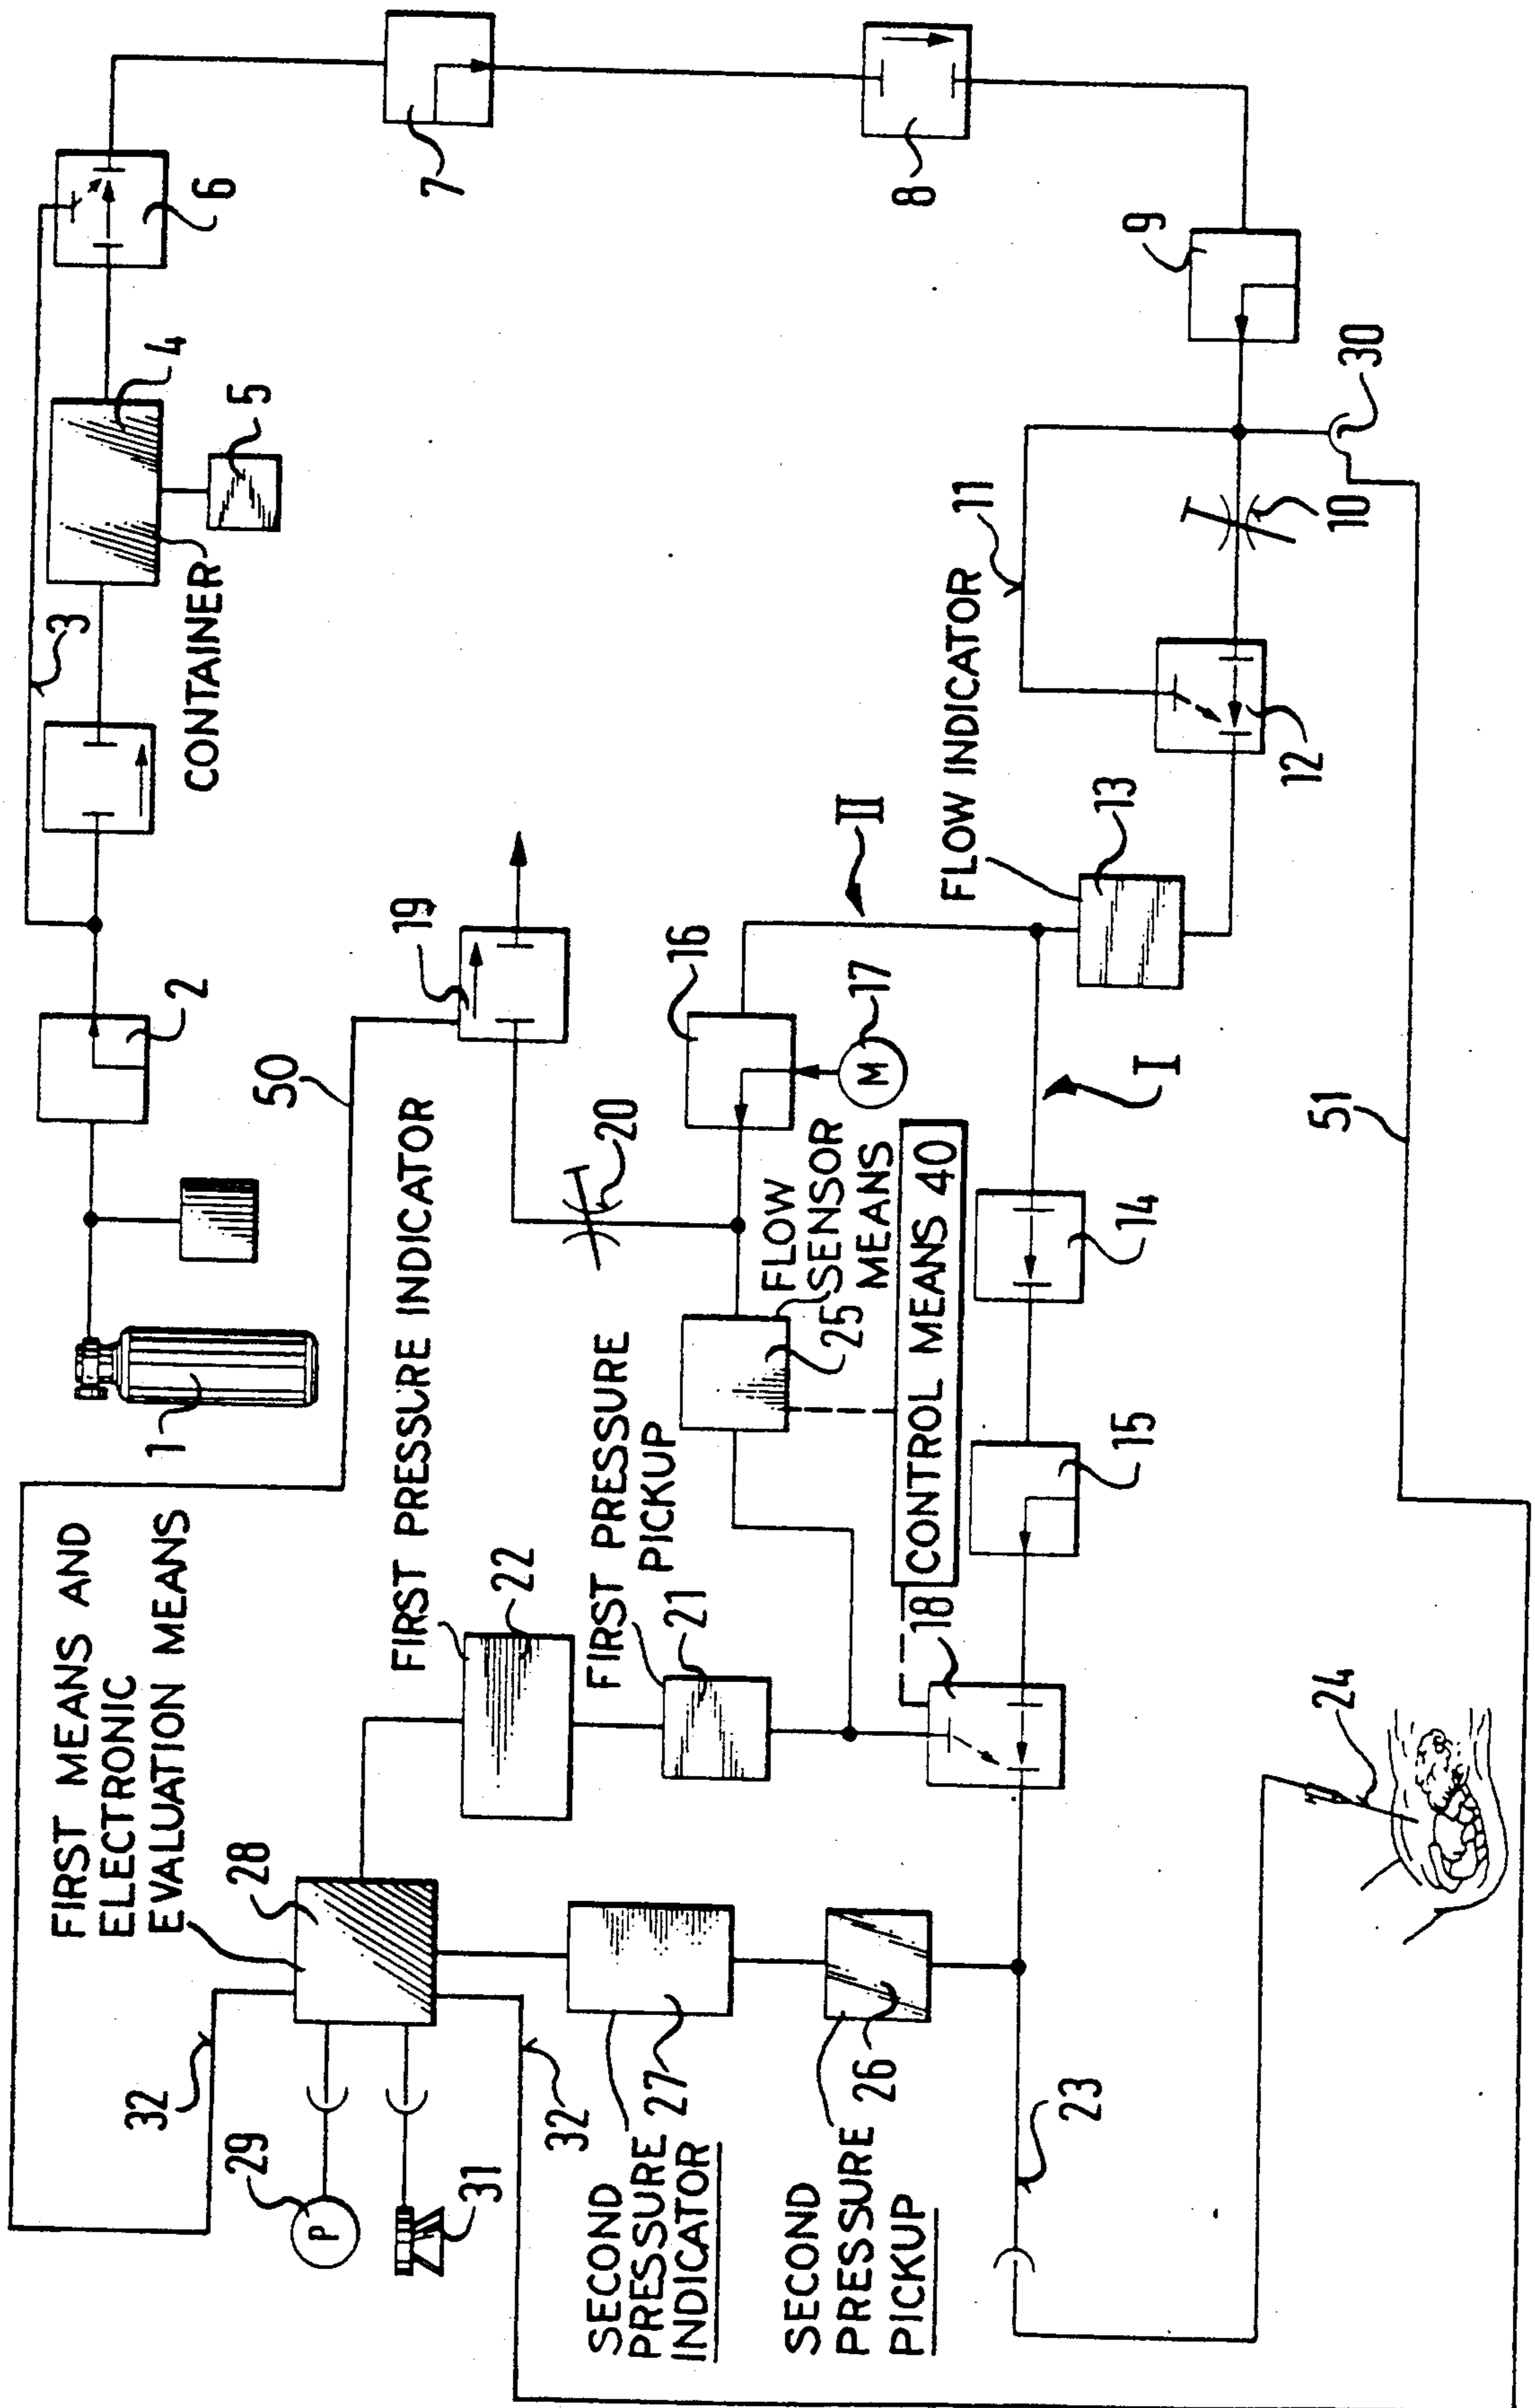 1
2
3
4
CONTAINER
5
6
7
8
9
30
10
11
12
FLOW INDICATOR
13
II
I
19
50
16
17
M
20
FLOW
SENSOR
MEANS
25
CONTROL MEANS 40
14
15
51
FIRST PRESSURE INDICATOR
22
FIRST PRESSURE
PICKUP
21
18
24
FIRST MEANS AND
ELECTRONIC
EVALUATION MEANS
28
32
29
P
31
32
SECOND
PRESSURE
INDICATOR
27
SECOND
PRESSURE
PICKUP
26
23